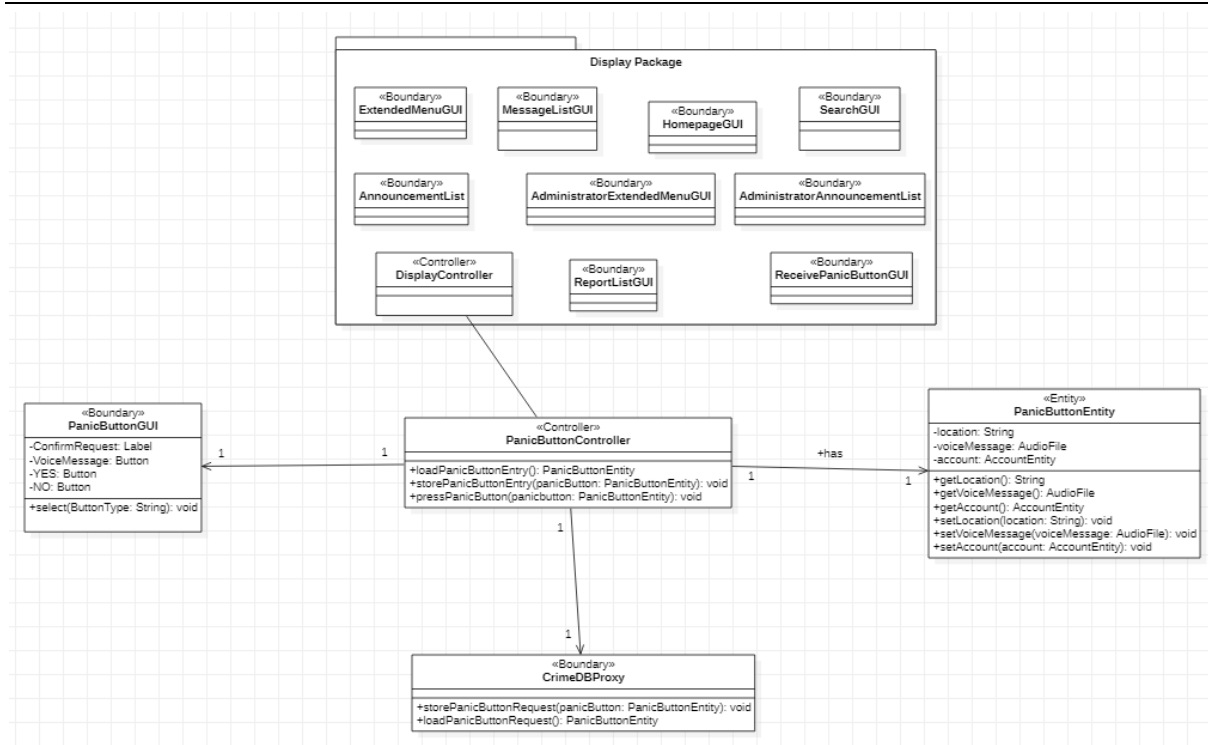 Display Package
«Boundary»
ExtendedMenuGUI
«Boundary»
MessageListGUI
«Boundary»
HomepageGUI
«Boundary»
SearchGUI
«Boundary»
AnnouncementList
«Boundary»
AdministratorExtendedMenuGUI
«Boundary»
AdministratorAnnouncementList
«Controller»
DisplayController
«Boundary»
ReportListGUI
«Boundary»
ReceivePanicButtonGUI
«Boundary»
PanicButtonGUI
-ConfirmRequest: Label
-VoiceMessage: Button
-YES: Button
-NO: Button
+select(ButtonType: String): void
1
1
«Controller»
PanicButtonController
+loadPanicButtonEntry(): PanicButtonEntity
+storePanicButtonEntry(panicButton: PanicButtonEntity): void
+pressPanicButton(panicbutton: PanicButtonEntity): void
+has
1
1
«Entity»
PanicButtonEntity
-location: String
-voiceMessage: AudioFile
-account: AccountEntity
+getLocation(): String
+getVoiceMessage(): AudioFile
+getAccount(): AccountEntity
+setLocation(location: String): void
+setVoiceMessage(voiceMessage: AudioFile): void
+setAccount(account: AccountEntity): void
1
1
«Boundary»
CrimeDBProxy
+storePanicButtonRequest(panicButton: PanicButtonEntity): void
+loadPanicButtonRequest(): PanicButtonEntity